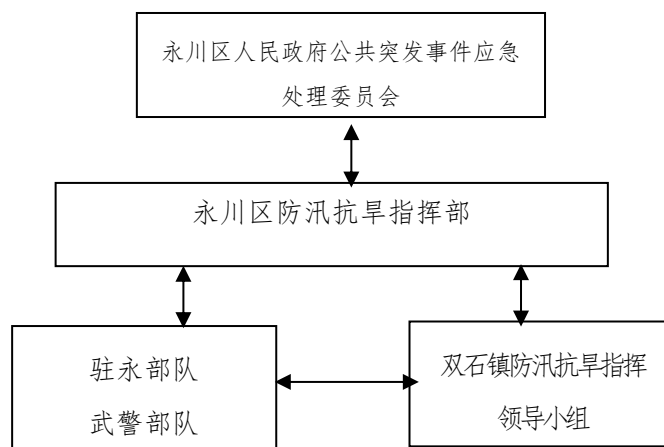 永川区人民政府公共突发事件应急
处理委员会
永川区防汛抗旱指挥部
驻永部队
武警部队
双石镇防汛抗旱指挥
领导小组